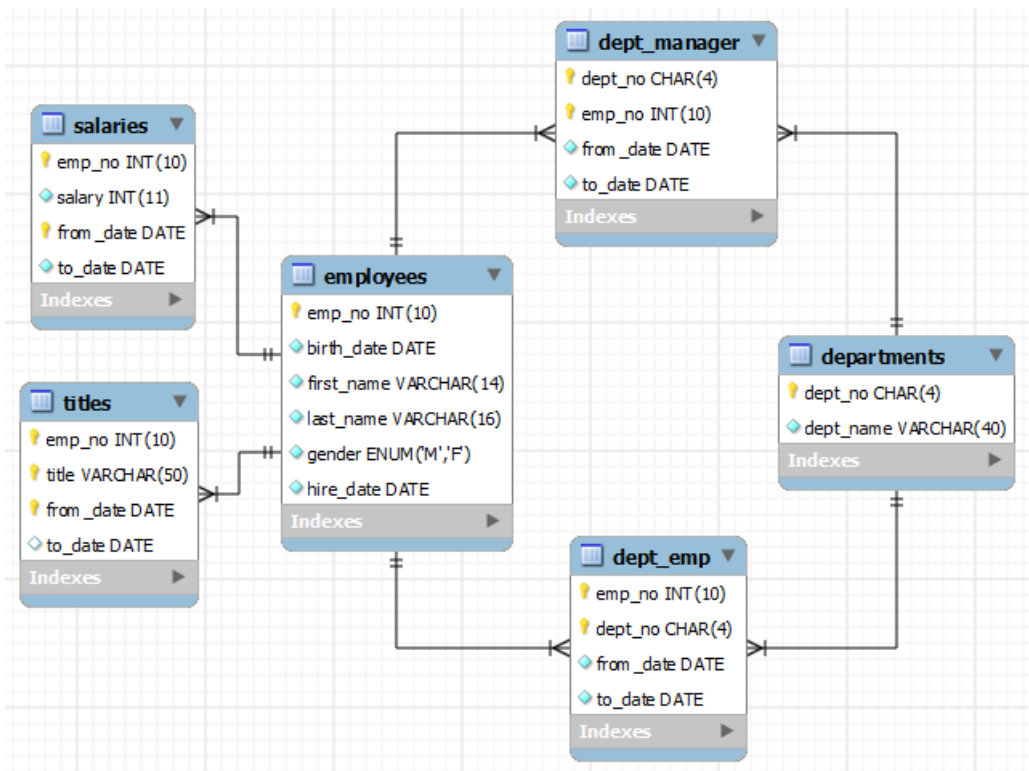 dept_manager
dept_no CHAR(4)
emp_no INT(10)
from_date DATE
to_date DATE
Indexes
salaries
emp_no INT(10)
salary INT(11)
from_date DATE
to_date DATE
Indexes
employees
emp_no INT(10)
birth_date DATE
first_name VARCHAR(14)
last_name VARCHAR(16)
gender ENUM('M','F')
hire_date DATE
Indexes
departments
dept_no CHAR(4)
dept_name VARCHAR(40)
Indexes
titles
emp_no INT(10)
title VARCHAR(50)
from_date DATE
to_date DATE
Indexes
dept_emp
emp_no INT(10)
dept_no CHAR(4)
from_date DATE
to_date DATE
Indexes